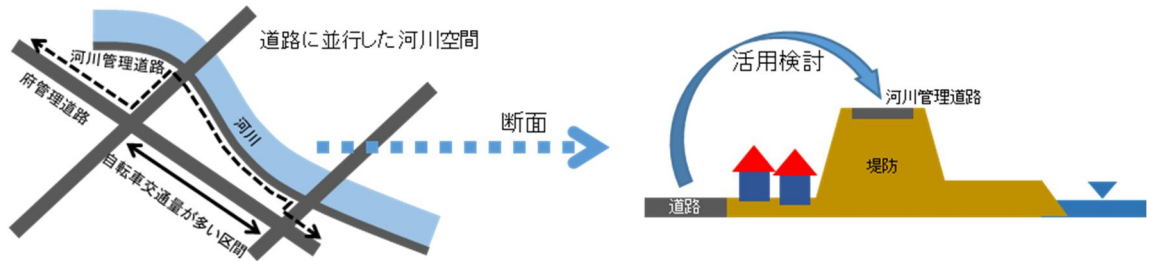 道路に並行した河川空間
河川管理道路
府管理道路
河川
自転車交通量が多い区間
断面
活用検討
河川管理道路
堤防
道路